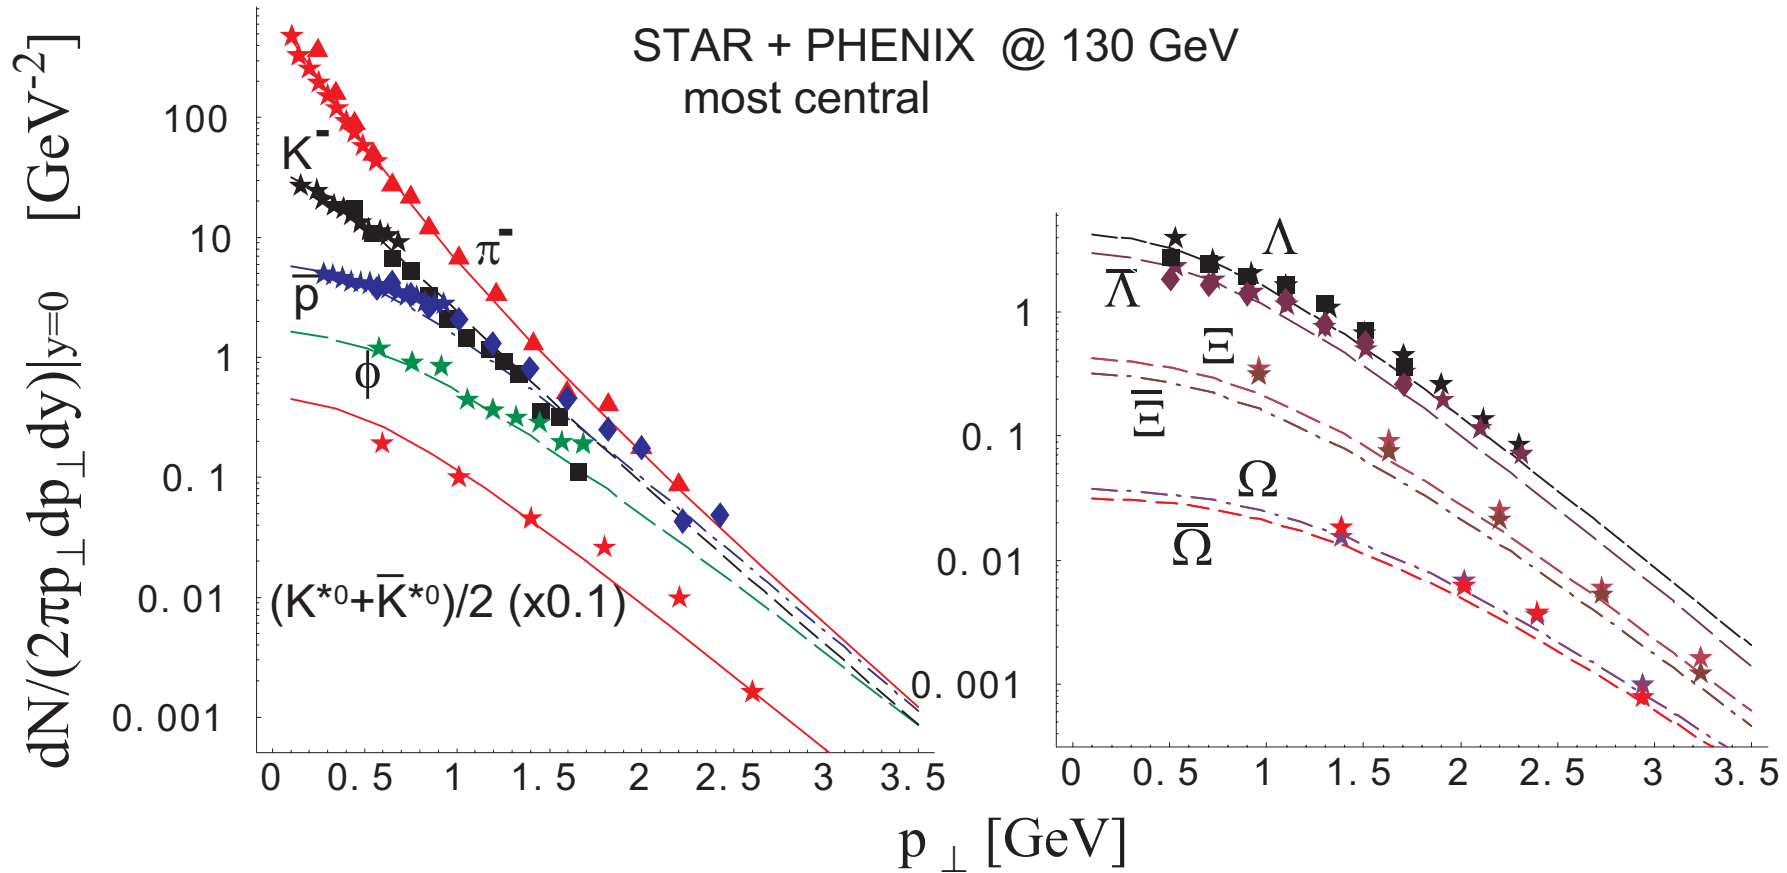 STAR + PHENIX @ 130 GeV
most central
dN/(2πp⊥dp⊥dy)|y=0 [GeV-2]
100
10
1
0.1
0.01
0.001
K-
π-
p̅
ϕ
(K*0+K̅*0)/2 (x0.1)
0 0.5 1 1.5 2 2.5 3 3.5
1
0.1
0.01
0.001
Λ
Λ̅
Ξ
Ξ̅
Ω
Ω̅
0 0.5 1 1.5 2 2.5 3 3.5
p⊥ [GeV]